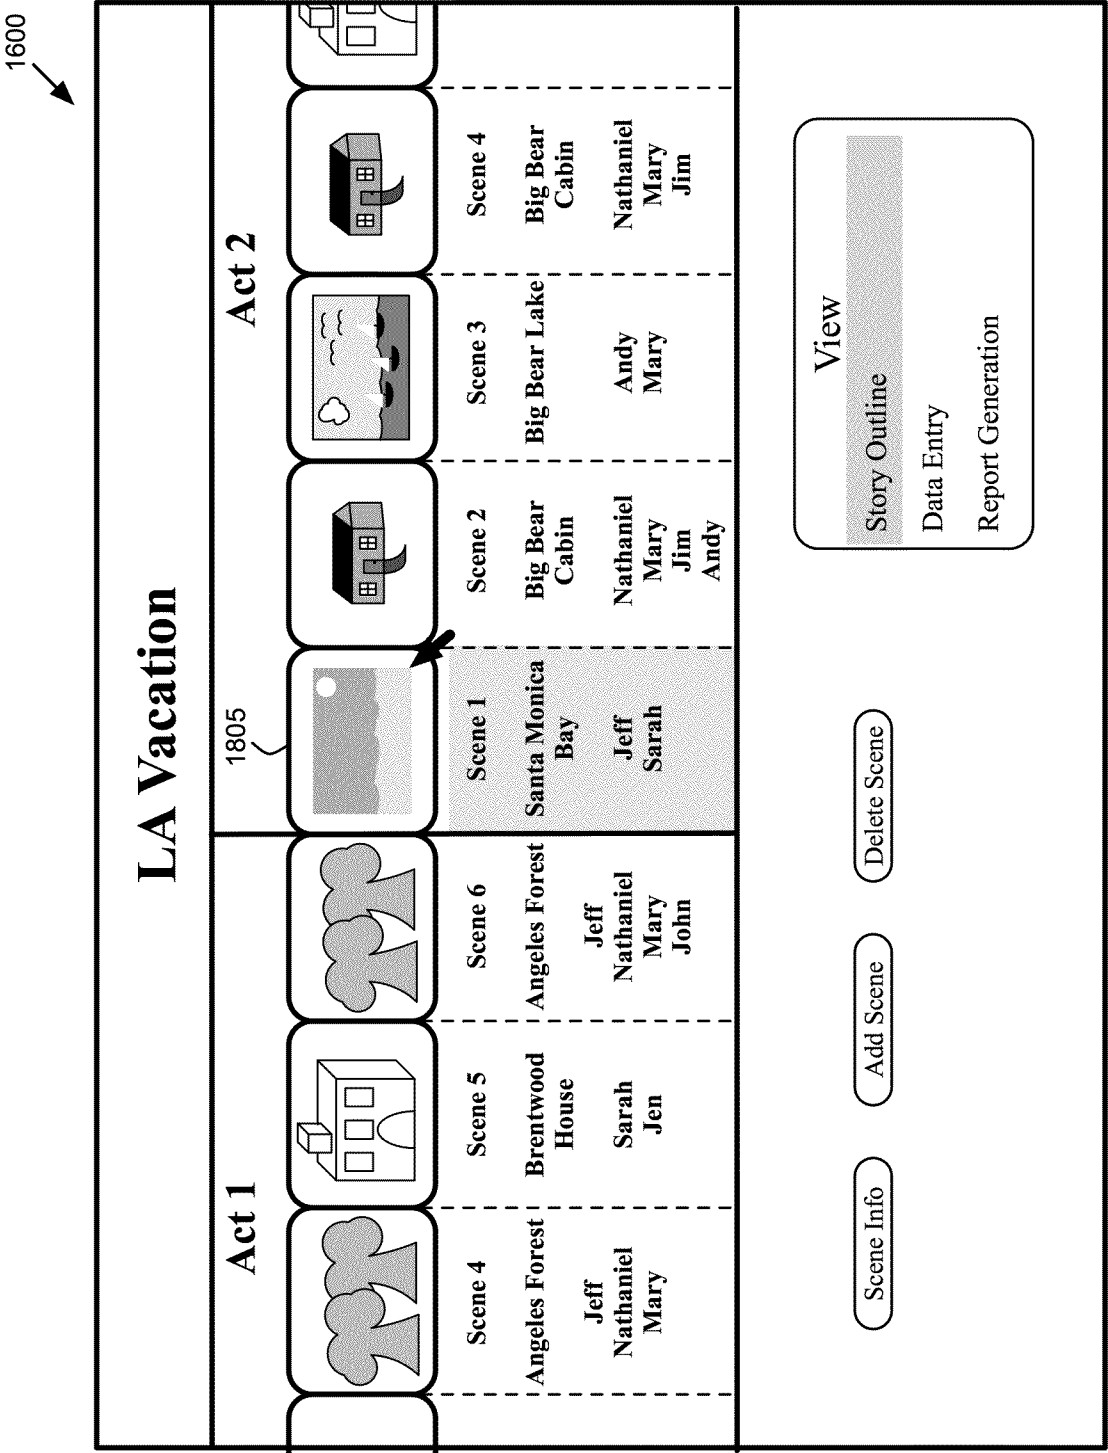 1600
LA Vacation
Act 1
Act 2
1805
Scene 4
Angeles Forest
Jeff
Nathaniel
Mary
Scene 5
Brentwood
House
Sarah
Jen
Scene 6
Angeles Forest
Jeff
Nathaniel
Mary
John
Scene 1
Santa Monica
Bay
Jeff
Sarah
Scene 2
Big Bear
Cabin
Nathaniel
Mary
Jim
Andy
Scene 3
Big Bear Lake
Andy
Mary
Scene 4
Big Bear
Cabin
Nathaniel
Mary
Jim
Scene Info
Add Scene
Delete Scene
View
Story Outline
Data Entry
Report Generation